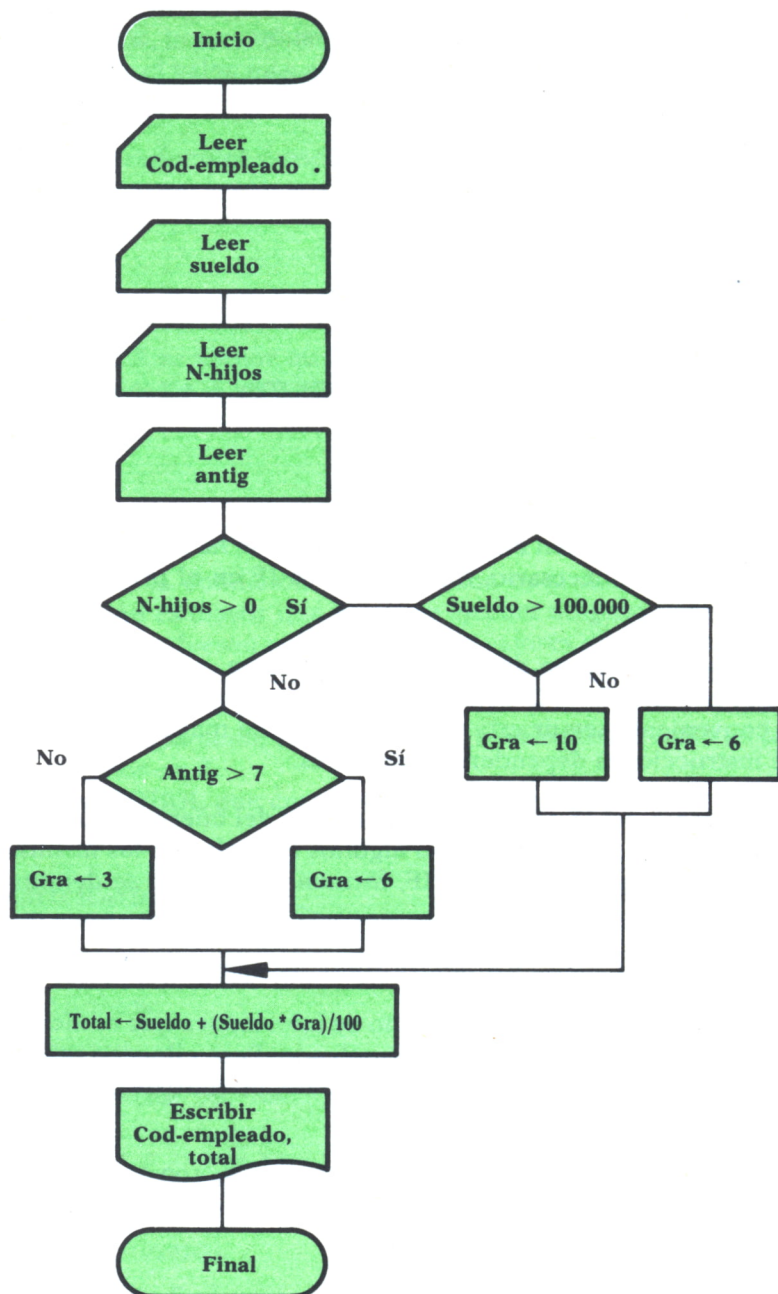 Inicio
Leer
Cod-empleado .
Leer
sueldo
Leer
N-hijos
Leer
antig
N-hijos > 0 Sí
Sueldo > 100.000
No
No
No
Antig > 7
Sí
Gra ← 10
Gra ← 6
Gra ← 3
Gra ← 6
Total ← Sueldo + (Sueldo * Gra)/100
Escribir
Cod-empleado,
total
Final